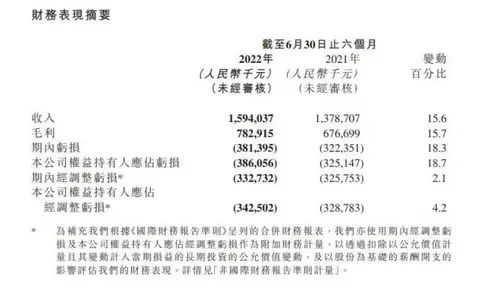 財務表現摘要
截至6月30日止六個月
2022年 2021年 變動
(人民幣千元) (人民幣千元) 百分比
(未經審核) (未經審核)
收入 1,594,037 1,378,707 15.6
毛利 782,915 676,699 15.7
期內虧損 (381,395) (322,351) 18.3
本公司權益持有人應佔虧損 (386,056) (325,147) 18.7
期內經調整虧損* (332,732) (325,753) 2.1
本公司權益持有人應佔
經調整虧損* (342,502) (328,783) 4.2
* 為補充我們根據《國際財務報告準則》呈列的合併財務報表,我們亦使用期內經調整虧
損及本公司權益持有人應佔經調整虧損作為附加財務計量,以透過扣除以公允價值計
量且其變動計入當期損益的長期投資的公允價值變動,及以股份為基礎的薪酬開支的
影響評估我們的財務表現。詳情見「非國際財務報告準則計量」。